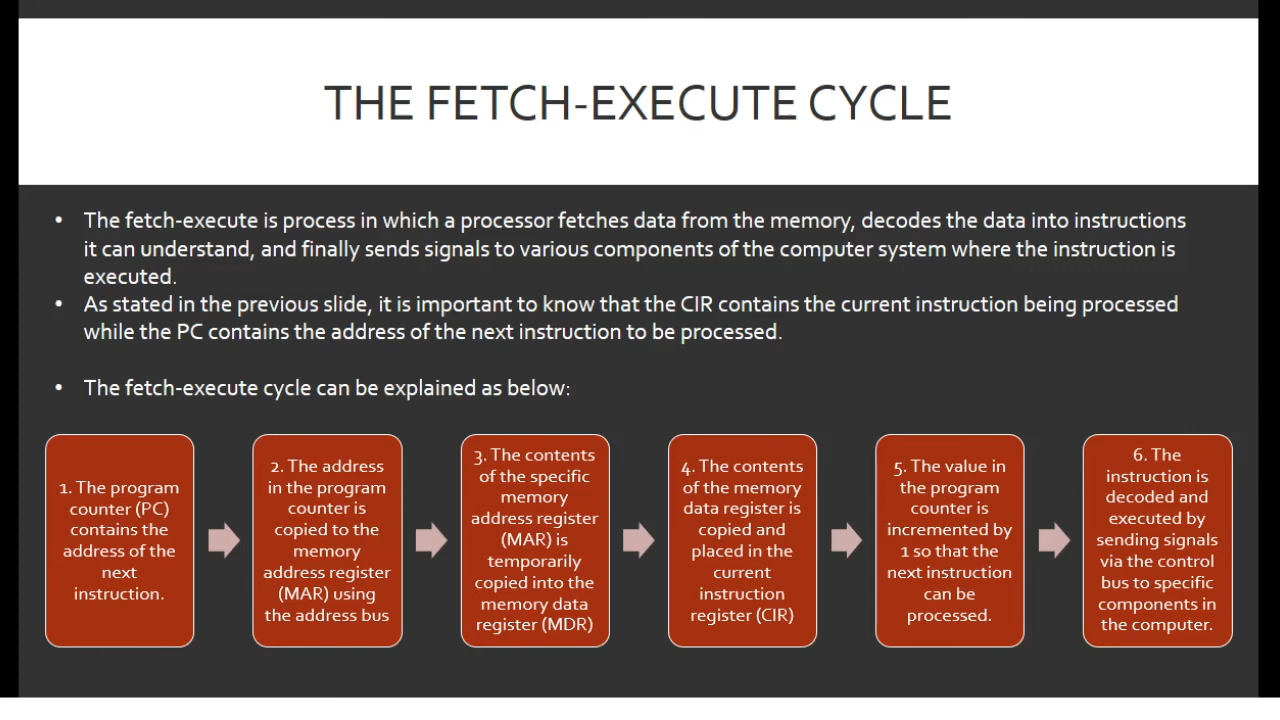 THE FETCH-EXECUTE CYCLE
• The fetch-execute is process in which a processor fetches data from the memory, decodes the data into instructions
it can understand, and finally sends signals to various components of the computer system where the instruction is
executed.
• As stated in the previous slide, it is important to know that the CIR contains the current instruction being processed
while the PC contains the address of the next instruction to be processed.
• The fetch-execute cycle can be explained as below:
1. The program
counter (PC)
contains the
address of the
next
instruction.
2. The address
in the program
counter is
copied to the
memory
address register
(MAR) using
the address bus
3. The contents
of the specific
memory
address register
(MAR) is
temporarily
copied into the
memory data
register (MDR)
4. The contents
of the memory
data register is
copied and
placed in the
current
instruction
register (CIR)
5. The value in
the program
counter is
incremented by
1 so that the
next instruction
can be
processed.
6. The
instruction is
decoded and
executed by
sending signals
via the control
bus to specific
components in
the computer.